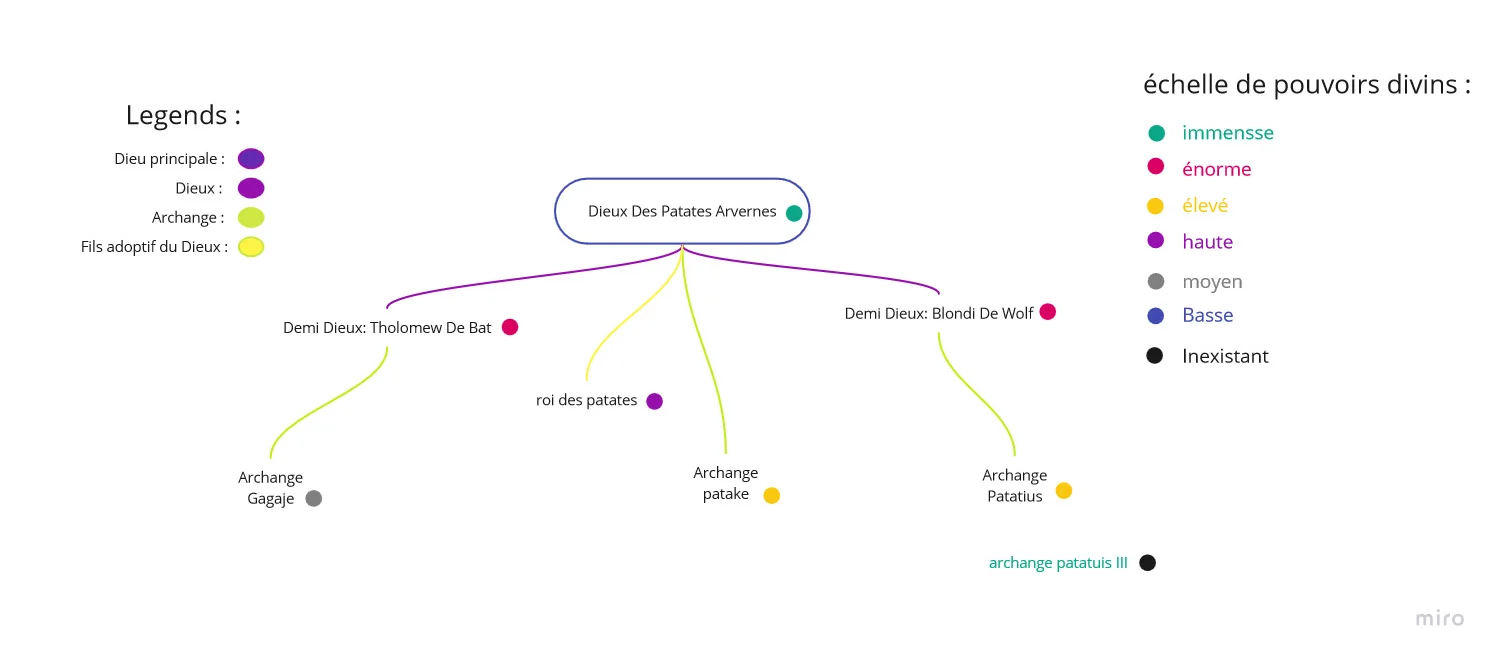 Legends :
Dieu principale :
Dieux :
Archange :
Fils adoptif du Dieux :
échelle de pouvoirs divins :
immensse
énorme
élevé
haute
moyen
Basse
Inexistant
Dieux Des Patates Arvernes
Demi Dieux: Tholomew De Bat
Demi Dieux: Blondi De Wolf
roi des patates
Archange
Gagaje
Archange
patake
Archange
Patatius
archange patatuis III
miro